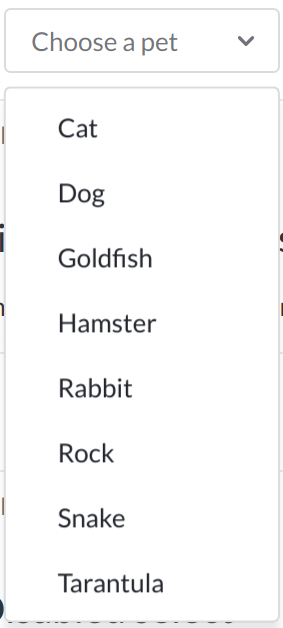 Choose a pet
Cat
Dog
Goldfish
Hamster
Rabbit
Rock
Snake
Tarantula